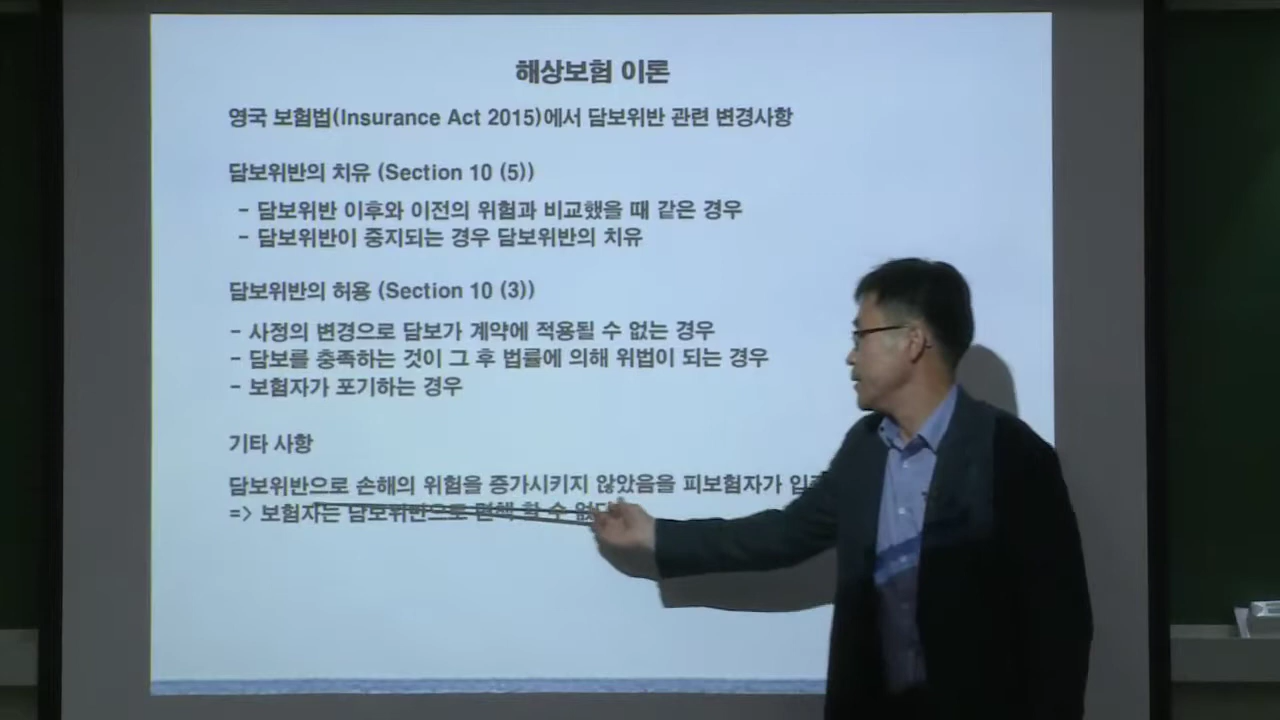 해상보험 이론
영국 보험법(Insurance Act 2015)에서 담보위반 관련 변경사항
담보위반의 치유 (Section 10 (5))
- 담보위반 이후와 이전의 위험과 비교했을 때 같은 경우
- 담보위반이 중지되는 경우 담보위반의 치유
담보위반의 허용 (Section 10 (3))
- 사정의 변경으로 담보가 계약에 적용될 수 없는 경우
- 담보를 충족하는 것이 그 후 법률에 의해 위법이 되는 경우
- 보험자가 포기하는 경우
기타 사항
담보위반으로 손해의 위험을 증가시키지 않았음을 피보험자가
=> 보험자는 담보위반으로 면책 할 수 없다